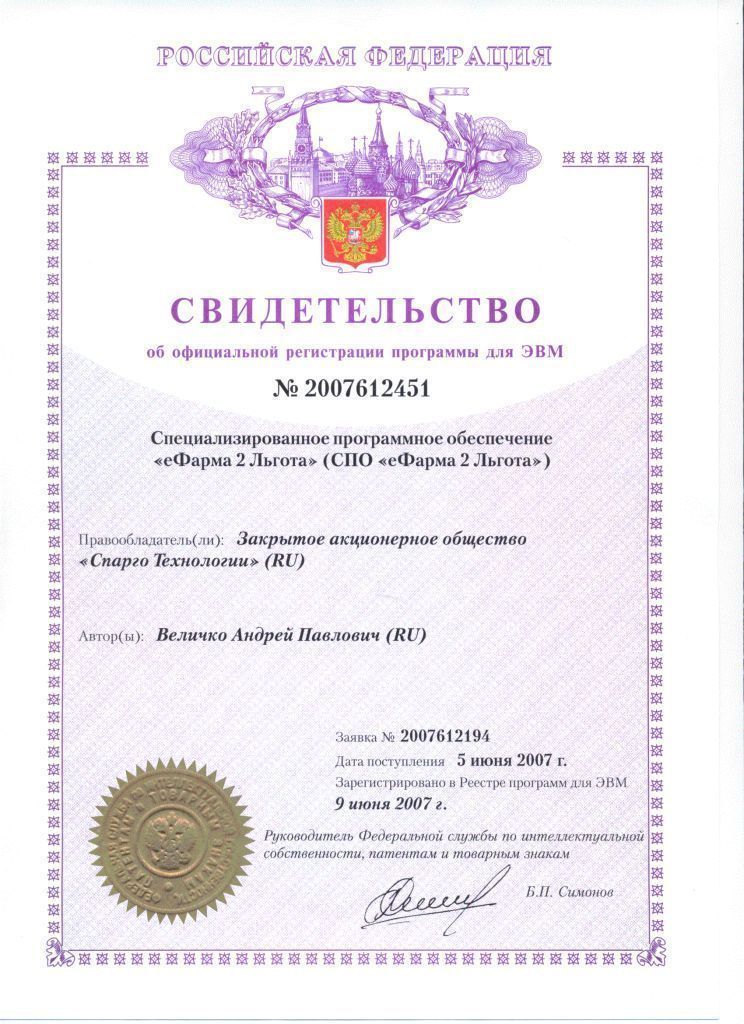 РОССИЙСКАЯ ФЕДЕРАЦИЯ
СВИДЕТЕЛЬСТВО
об официальной регистрации программы для ЭВМ
№ 2007612451
Специализированное программное обеспечение
«еФарма 2 Льгота» (СПО «еФарма 2 Льгота»)
Правообладатель(ли): Закрытое акционерное общество
«Спарго Технологии» (RU)
Автор(ы): Величко Андрей Павлович (RU)
Заявка № 2007612194
Дата поступления 5 июня 2007 г.
Зарегистрировано в Реестре программ для ЭВМ
9 июня 2007 г.
Руководитель Федеральной службы по интеллектуальной
собственности, патентам и товарным знакам
Б.П. Симонов